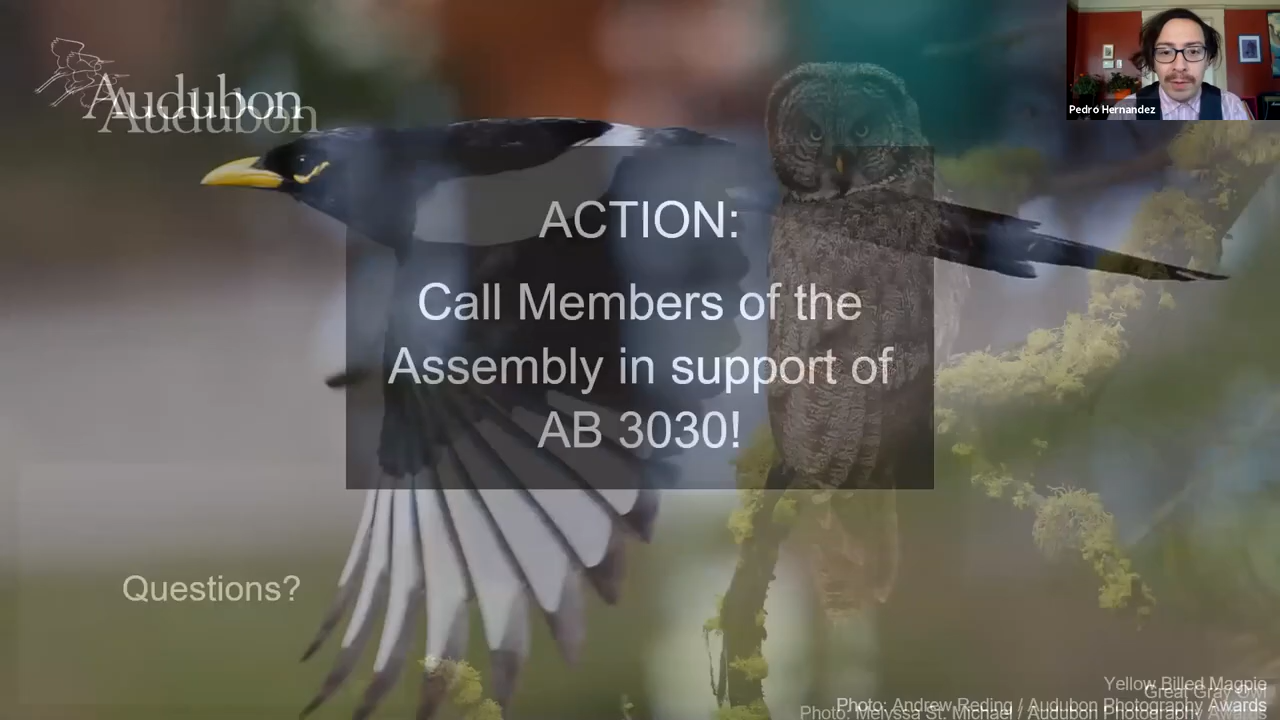 Audubon
Audubon
Pedro Hernandez
ACTION:
Call Members of the
Assembly in support of
AB 3030!
Questions?
Yellow Billed Magpie
Great Gray Owl
Photo: Andrew Reding / Audubon Photography Awards
Photo: Melyssa St. Michael / Audubon Photography Awards